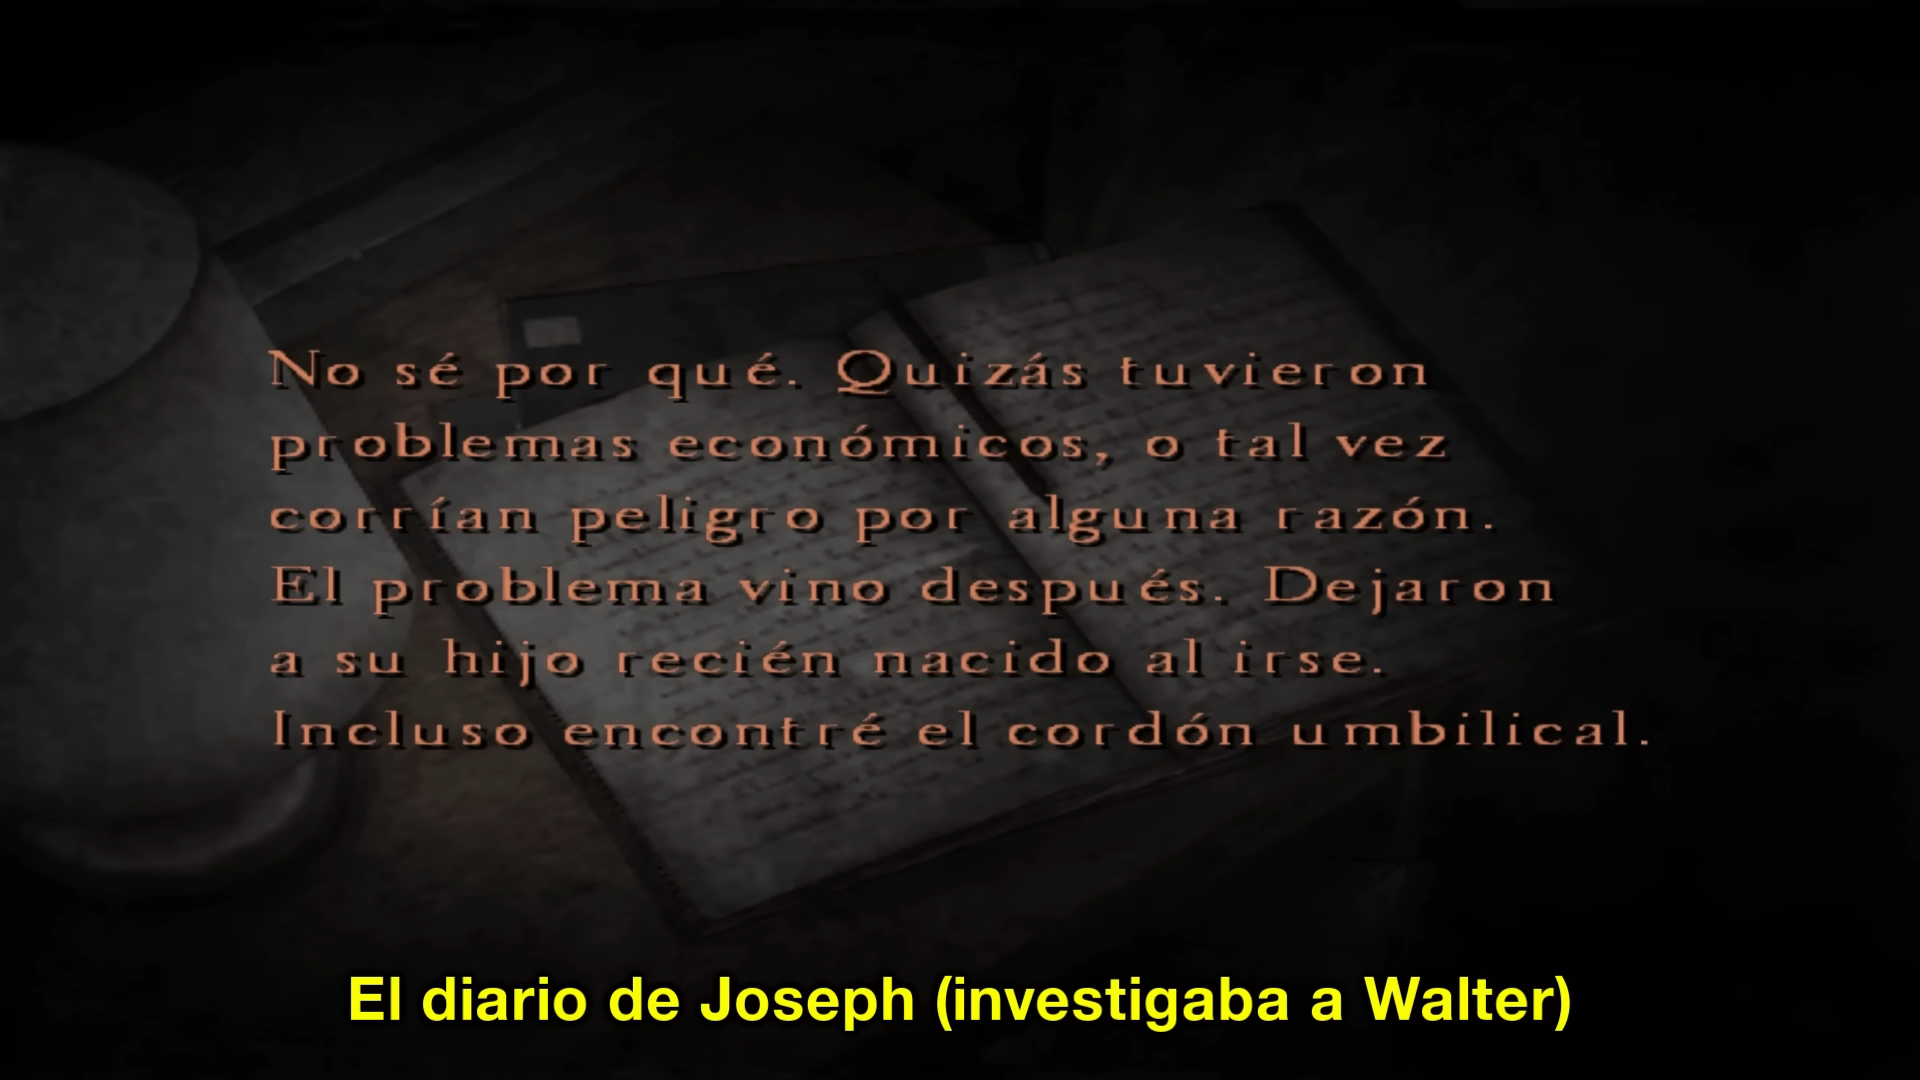 No sé por qué. Quizás tuvieron
problemas económicos, o tal vez
corrían peligro por alguna razón.
El problema vino después. Dejaron
a su hijo recién nacido al irse.
Incluso encontré el cordón umbilical.
El diario de Joseph (investigaba a Walter)